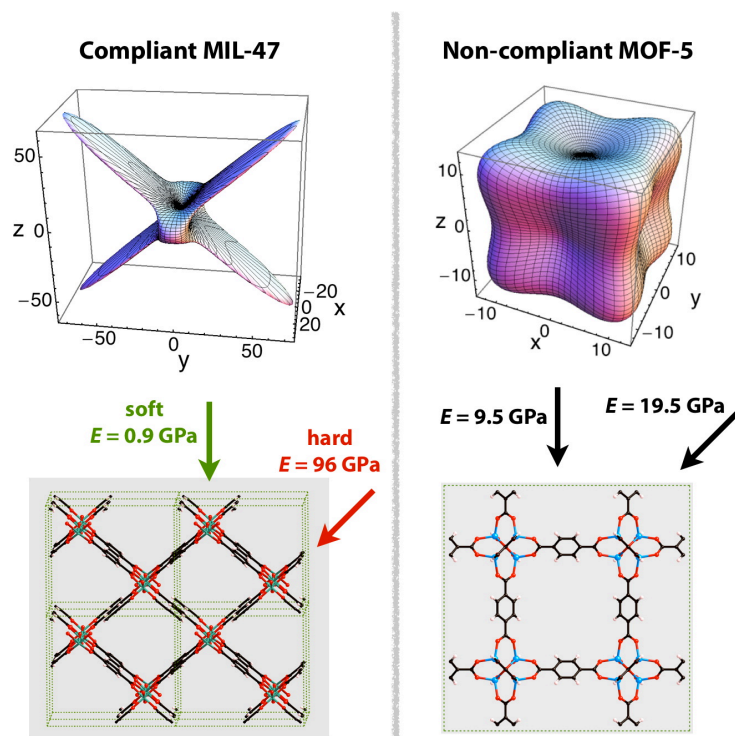 Compliant MIL-47
50
z 0
−50
−50
0
50
y
−20
0
20
x
soft
E = 0.9 GPa
hard
E = 96 GPa
Non-compliant MOF-5
10
z 0
−10
−10
0
10
x
10
0
−10
y
E = 9.5 GPa
E = 19.5 GPa